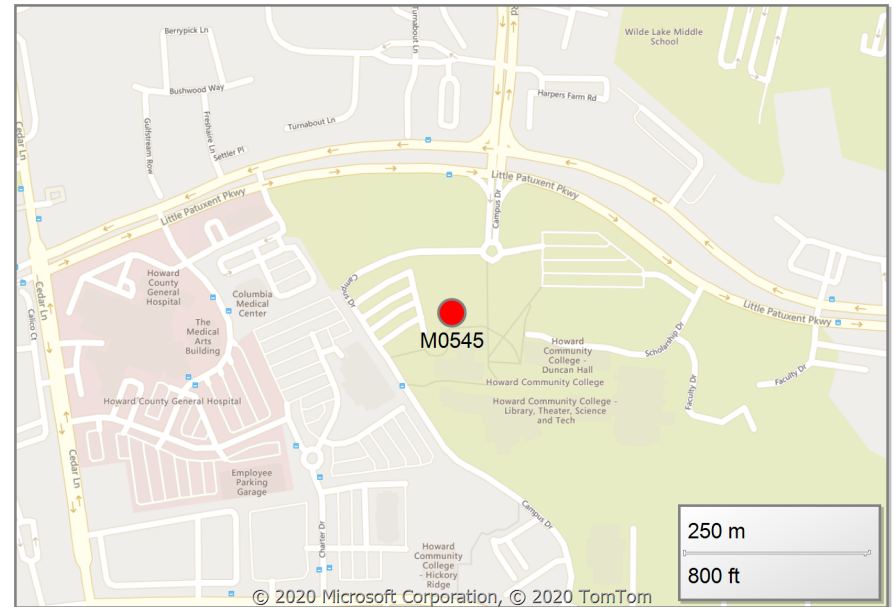 Berrypick Ln
Turnabout Ln
Rd
Wilde Lake Middle
School
Bushwood Way
Gulfstream Row
Freshaire Ln
Harpers Farm Rd
Turnabout Ln
Settler Pl
Cedar Ln
Little Patuxent Pkwy
Little Patuxent Pkwy
Campus Dr
Howard
County
General
Hospital
Columbia
Medical
Center
Campus Dr
Cedar Ln
Calico Ct
The
Medical
Arts
Building
M0545
Little Patuxent Pkwy
Scholarship Dr
Howard
Community
College -
Duncan Hall
Howard Community College
Faculty Dr
Faculty Dr
Howard County General Hospital
Howard Community College -
Library, Theater, Science
and Tech
Cedar Ln
Employee
Parking
Garage
Campus Dr
Charter Dr
Howard
Community
College
- Hickory
Ridge
250 m
800 ft
© 2020 Microsoft Corporation, © 2020 TomTom